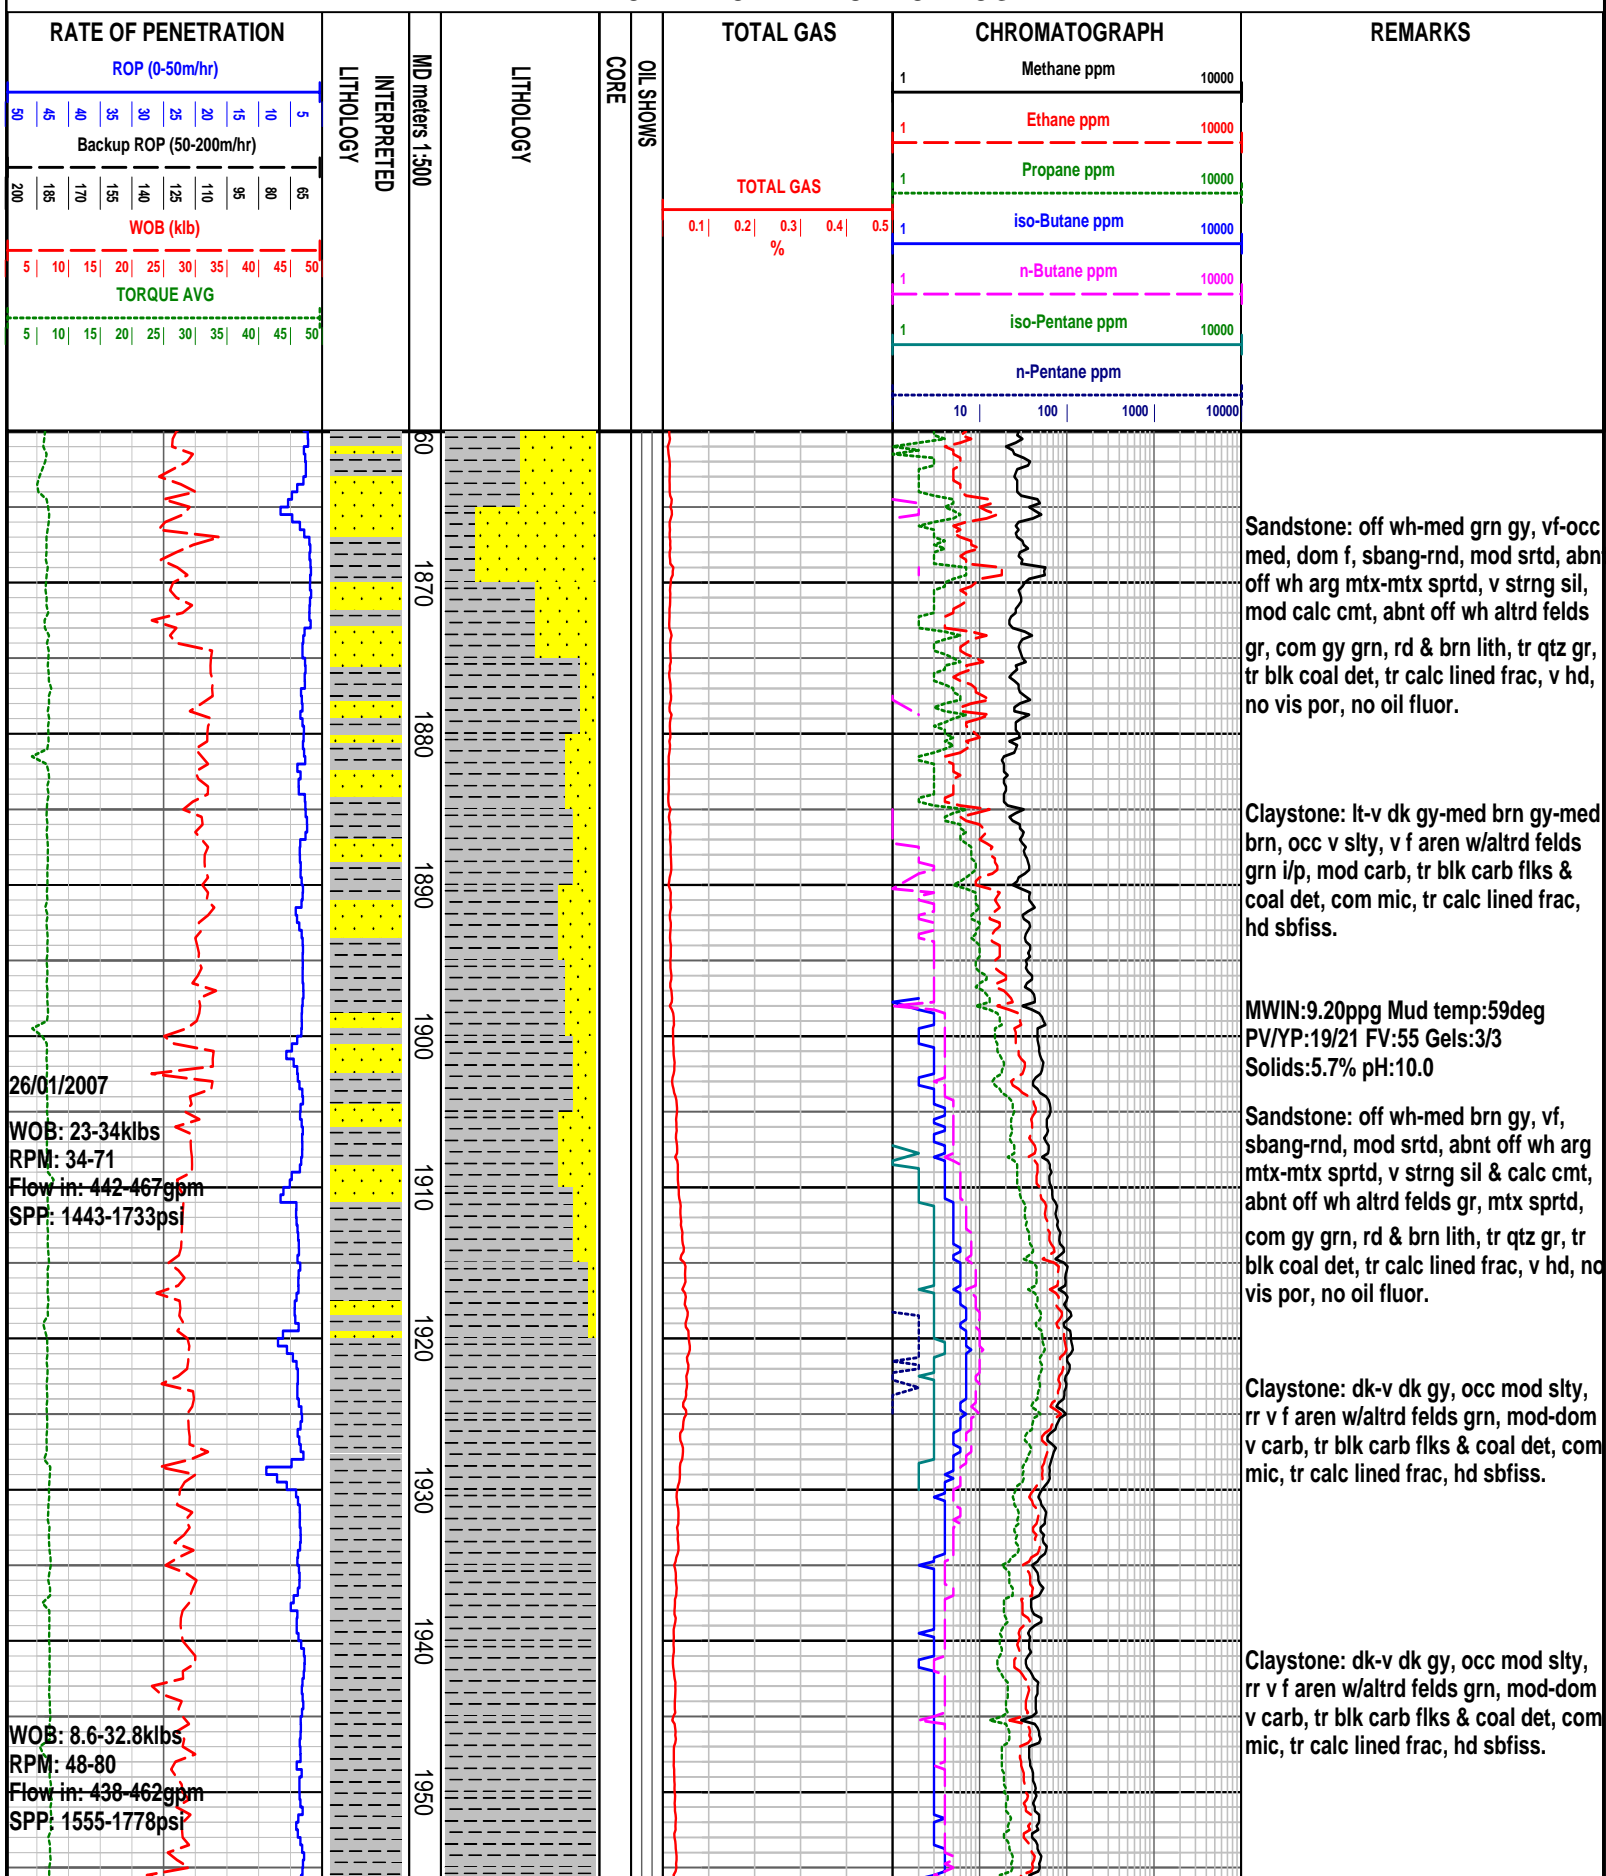 RATE OF PENETRATION
ROP (0-50m/hr)
50 45 40 35 30 25 20 15 10 5
Backup ROP (50-200m/hr)
200 185 170 155 140 125 110 95 80 65
WOB (klb)
5 10 15 20 25 30 35 40 45 50
TORQUE AVG
5 10 15 20 25 30 35 40 45 50
INTERPRETED
LITHOLOGY
MD meters 1:500
LITHOLOGY
CORE
OIL SHOWS
TOTAL GAS
TOTAL GAS
0.1 0.2 0.3 0.4 0.5
%
CHROMATOGRAPH
1 Methane ppm 10000
1 Ethane ppm 10000
1 Propane ppm 10000
1 iso-Butane ppm 10000
1 n-Butane ppm 10000
1 iso-Pentane ppm 10000
n-Pentane ppm
10 100 1000 10000
REMARKS
60
1870
1880
1890
1900
1910
1920
1930
1940
1950
26/01/2007
WOB: 23-34klbs
RPM: 34-71
Flow in: 442-467gpm
SPP: 1443-1733psi
WOB: 8.6-32.8klbs
RPM: 48-80
Flow in: 438-462gpm
SPP: 1555-1778psi
Sandstone: off wh-med grn gy, vf-occ
med, dom f, sbang-rnd, mod srtd, abn
off wh arg mtx-mtx sprtd, v strng sil,
mod calc cmt, abnt off wh altrd felds
gr, com gy grn, rd & brn lith, tr qtz gr,
tr blk coal det, tr calc lined frac, v hd,
no vis por, no oil fluor.
Claystone: lt-v dk gy-med brn gy-med
brn, occ v slty, v f aren w/altrd felds
grn i/p, mod carb, tr blk carb flks &
coal det, com mic, tr calc lined frac,
hd sbfiss.
MWIN:9.20ppg Mud temp:59deg
PV/YP:19/21 FV:55 Gels:3/3
Solids:5.7% pH:10.0
Sandstone: off wh-med brn gy, vf,
sbang-rnd, mod srtd, abnt off wh arg
mtx-mtx sprtd, v strng sil & calc cmt,
abnt off wh altrd felds gr, mtx sprtd,
com gy grn, rd & brn lith, tr qtz gr, tr
blk coal det, tr calc lined frac, v hd, no
vis por, no oil fluor.
Claystone: dk-v dk gy, occ mod slty,
rr v f aren w/altrd felds grn, mod-dom
v carb, tr blk carb flks & coal det, com
mic, tr calc lined frac, hd sbfiss.
Claystone: dk-v dk gy, occ mod slty,
rr v f aren w/altrd felds grn, mod-dom
v carb, tr blk carb flks & coal det, com
mic, tr calc lined frac, hd sbfiss.